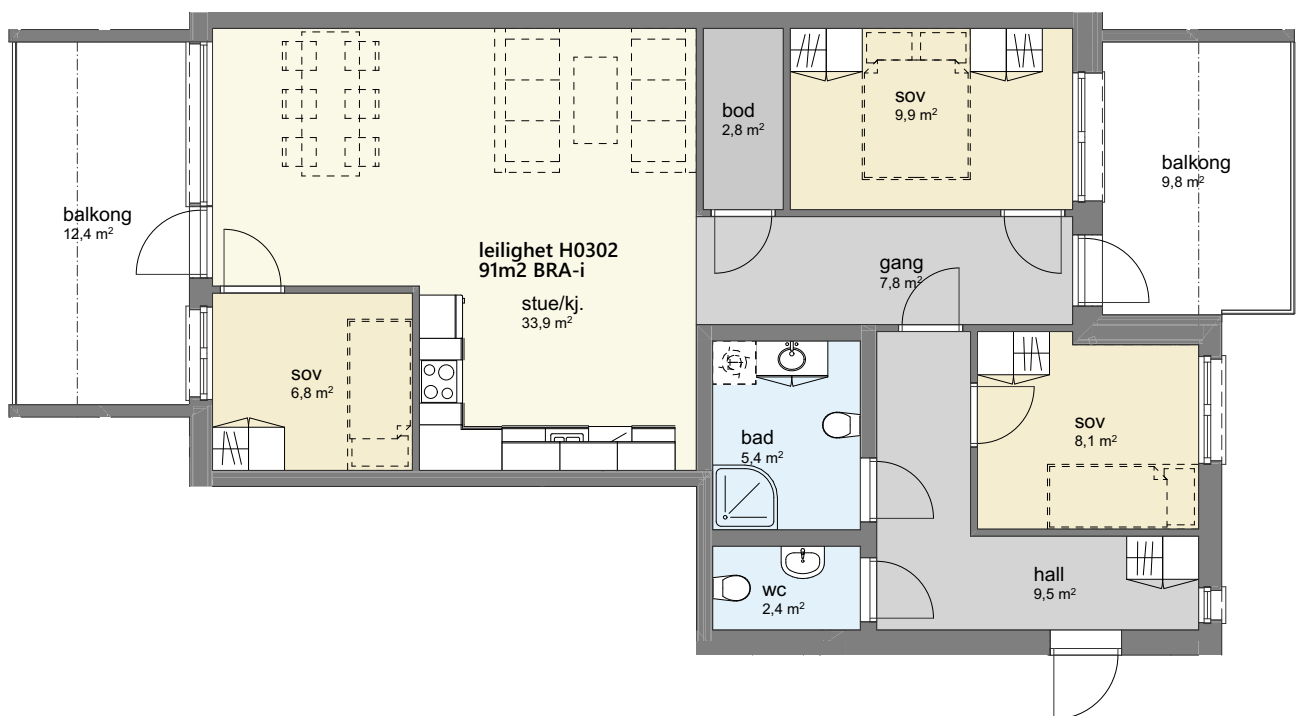 balkong
12,4 m²
leilighet H0302
91m2 BRA-i
stue/kj.
33,9 m²
sov
6,8 m²
bod
2,8 m²
sov
9,9 m²
balkong
9,8 m²
gang
7,8 m²
bad
5,4 m²
sov
8,1 m²
wc
2,4 m²
hall
9,5 m²